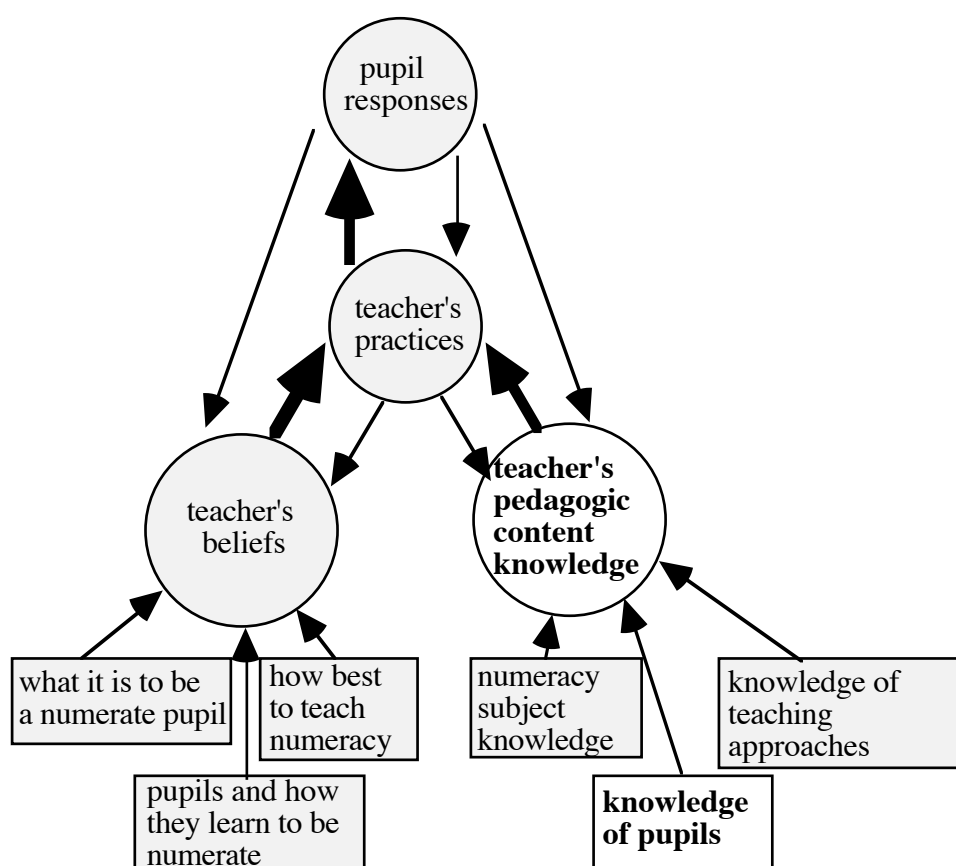 pupil
responses
teacher's
practices
teacher's
beliefs
teacher's
pedagogic
content
knowledge
what it is to be
a numerate pupil
how best
to teach
numeracy
pupils and how
they learn to be
numerate
numeracy
subject
knowledge
knowledge
of pupils
knowledge of
teaching
approaches